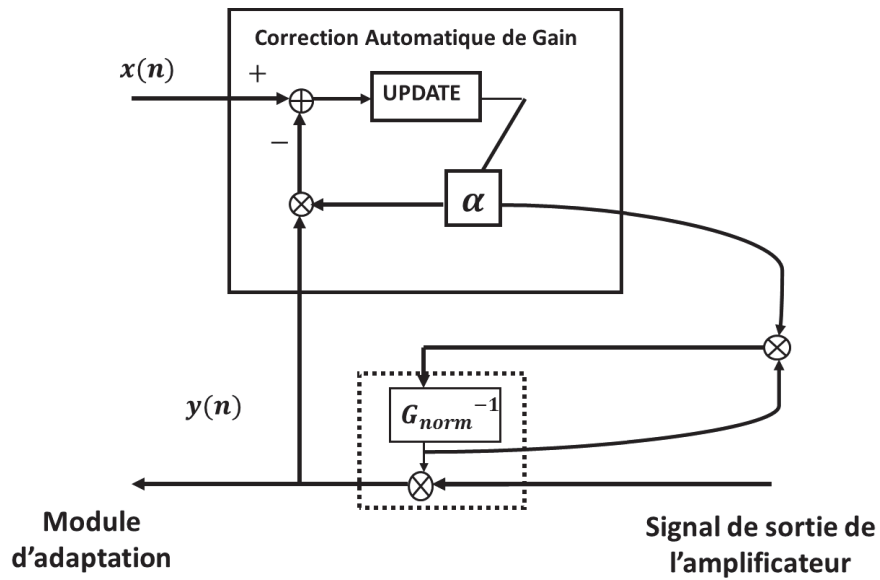 Correction Automatique de Gain
x(n)
+
UPDATE
−
α
y(n)
G_norm^-1
Module
d'adaptation
Signal de sortie de
l'amplificateur